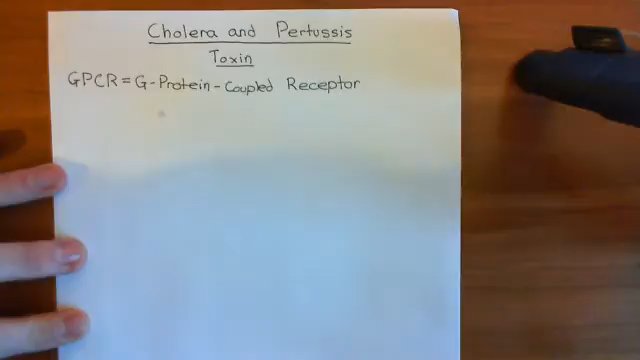 Cholera and Pertussis
Toxin
GPCR = G-Protein-Coupled Receptor